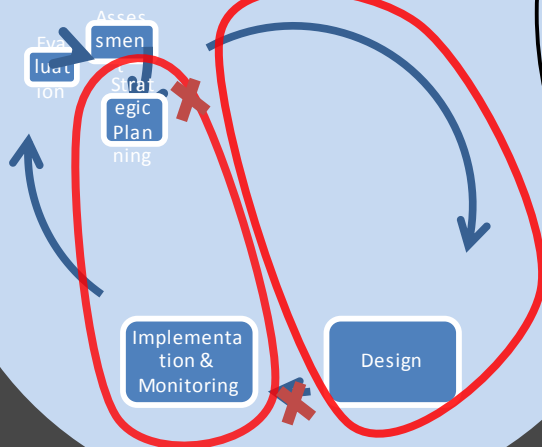 Asses
smen
t
Eva
luat
ion
Strat
egic
Plan
ning
Implementa
tion &
Monitoring
Design